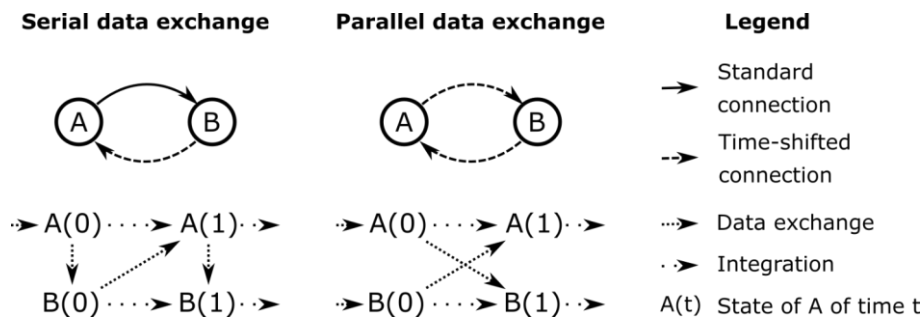 Serial data exchange
Parallel data exchange
Legend
A
B
A
B
Standard
connection
Time-shifted
connection
A(0)
A(1)
B(0)
B(1)
A(0)
A(1)
B(0)
B(1)
Data exchange
Integration
A(t) State of A of time t